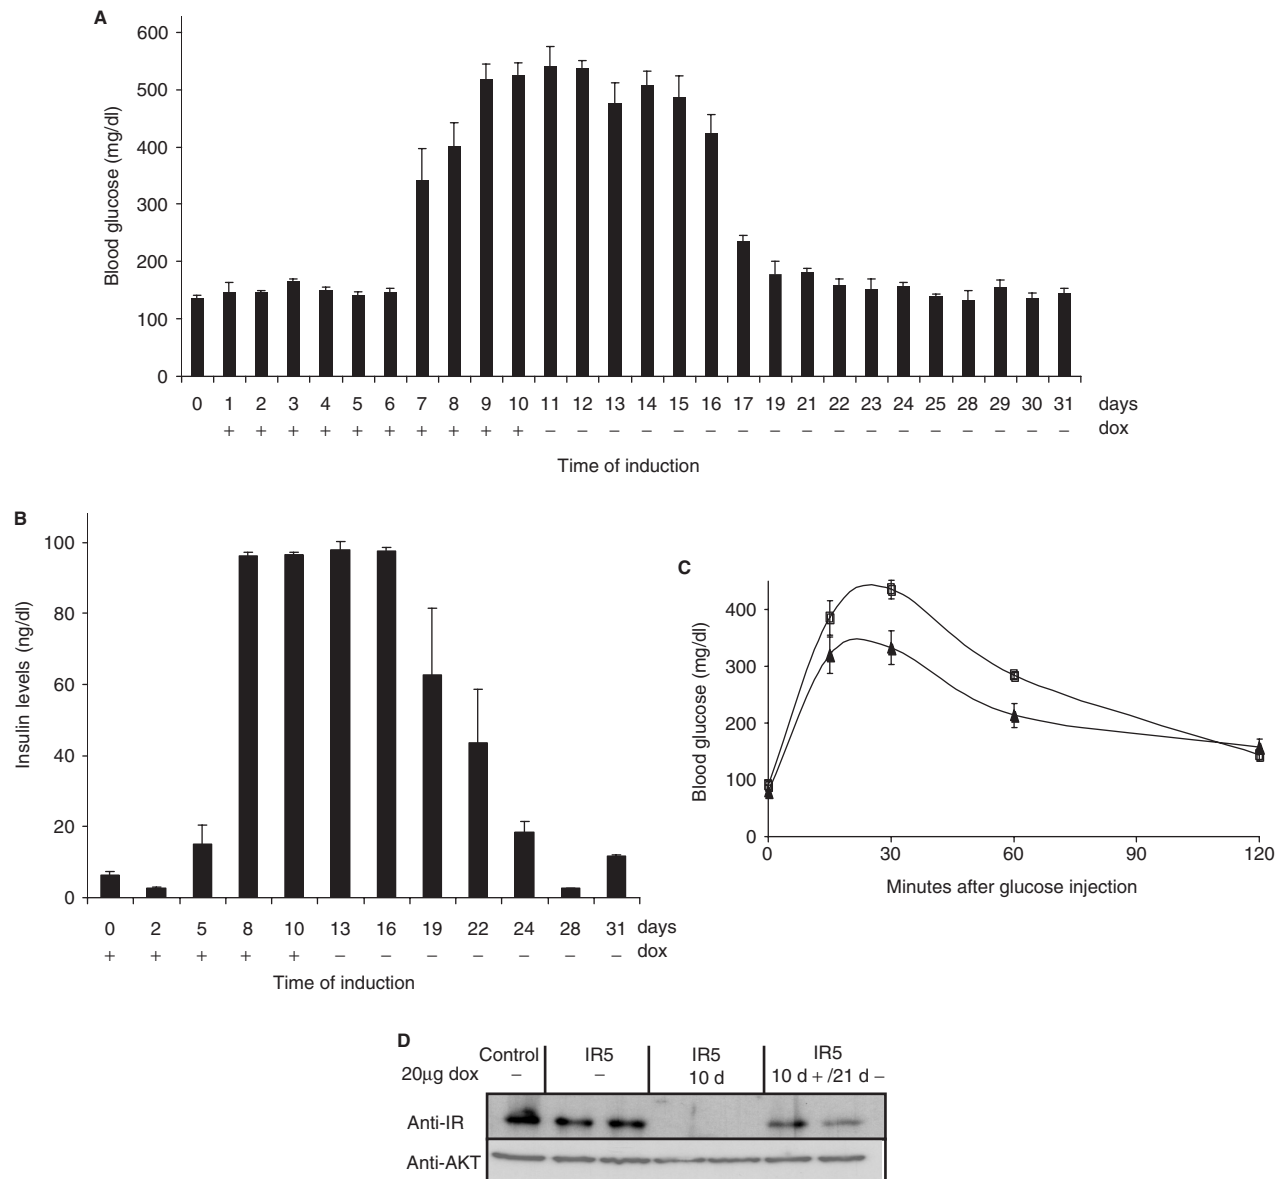 A
600
500
400
300
200
100
0
Blood glucose (mg/dl)
0 1 2 3 4 5 6 7 8 9 10 11 12 13 14 15 16 17 19 21 22 23 24 25 28 29 30 31 days
+ + + + + + + + + + − − − − − − − − − − − − − − − − − dox
Time of induction
B
100
80
60
40
20
0
Insulin levels (ng/dl)
0 2 5 8 10 13 16 19 22 24 28 31 days
+ + + + + − − − − − − − dox
Time of induction
C
400
300
200
100
0
Blood glucose (mg/dl)
0 30 60 90 120
Minutes after glucose injection
D
Control IR5 IR5 IR5
20µg dox − − 10 d 10 d + /21 d −
Anti-IR
Anti-AKT